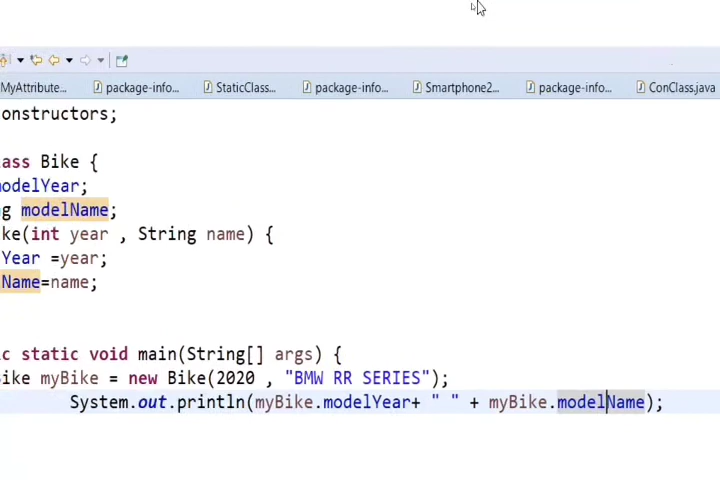 MyAttribute... package-info... StaticClass... package-info... Smartphone2... package-info... ConClass.java
onstructors;
ass Bike {
modelYear;
g modelName;
ke(int year , String name) {
Year =year;
Name=name;
c static void main(String[] args) {
Bike myBike = new Bike(2020 , "BMW RR SERIES");
System.out.println(myBike.modelYear+ " " + myBike.modelName);